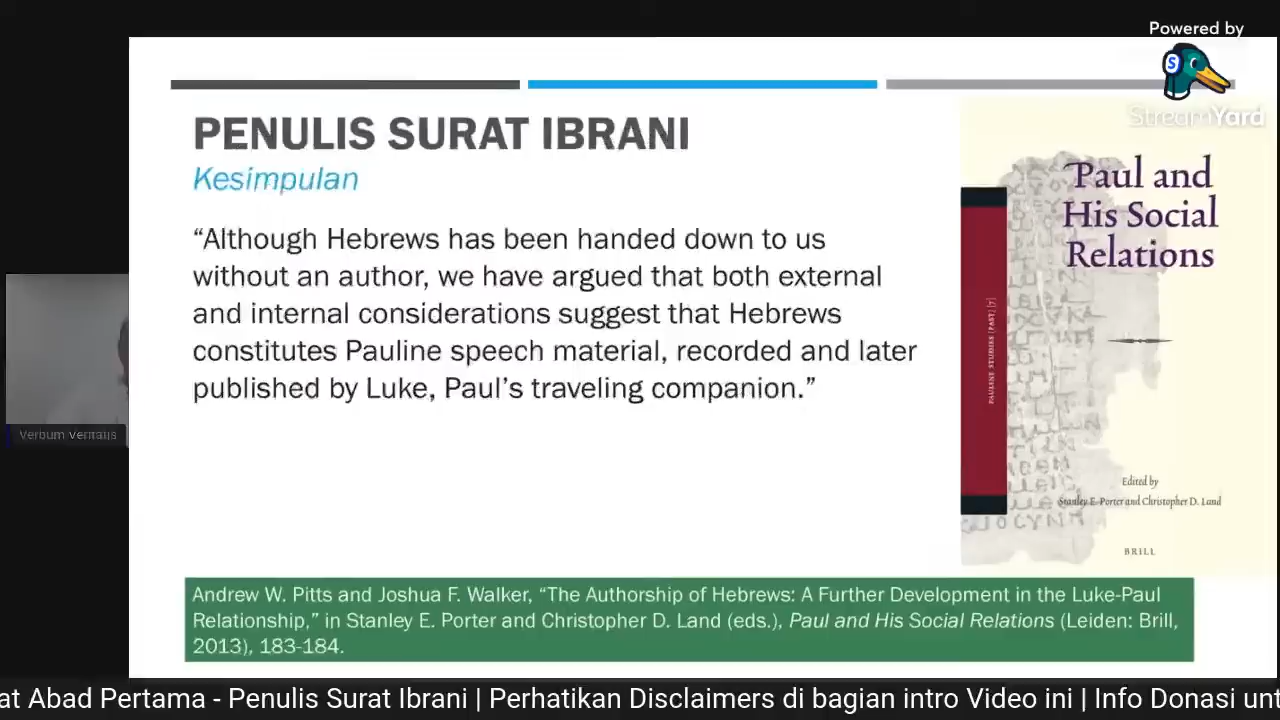 Powered by
StreamYard
PENULIS SURAT IBRANI
Kesimpulan
“Although Hebrews has been handed down to us
without an author, we have argued that both external
and internal considerations suggest that Hebrews
constitutes Pauline speech material, recorded and later
published by Luke, Paul’s traveling companion.”
Paul and
His Social
Relations
PAULINE STUDIES [PAST] [7]
Edited by
Stanley E. Porter and Christopher D. Land
BRILL
Verbum Veritatis
Andrew W. Pitts and Joshua F. Walker, “The Authorship of Hebrews: A Further Development in the Luke-Paul
Relationship,” in Stanley E. Porter and Christopher D. Land (eds.), Paul and His Social Relations (Leiden: Brill,
2013), 183-184.
at Abad Pertama - Penulis Surat Ibrani | Perhatikan Disclaimers di bagian intro Video ini | Info Donasi unt